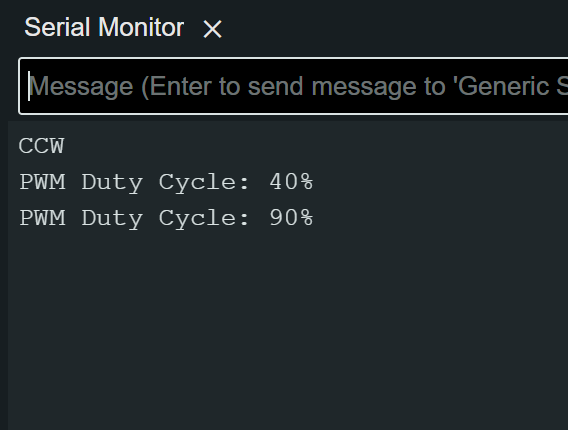 Serial Monitor
Message (Enter to send message to 'Generic S
CCW
PWM Duty Cycle: 40%
PWM Duty Cycle: 90%